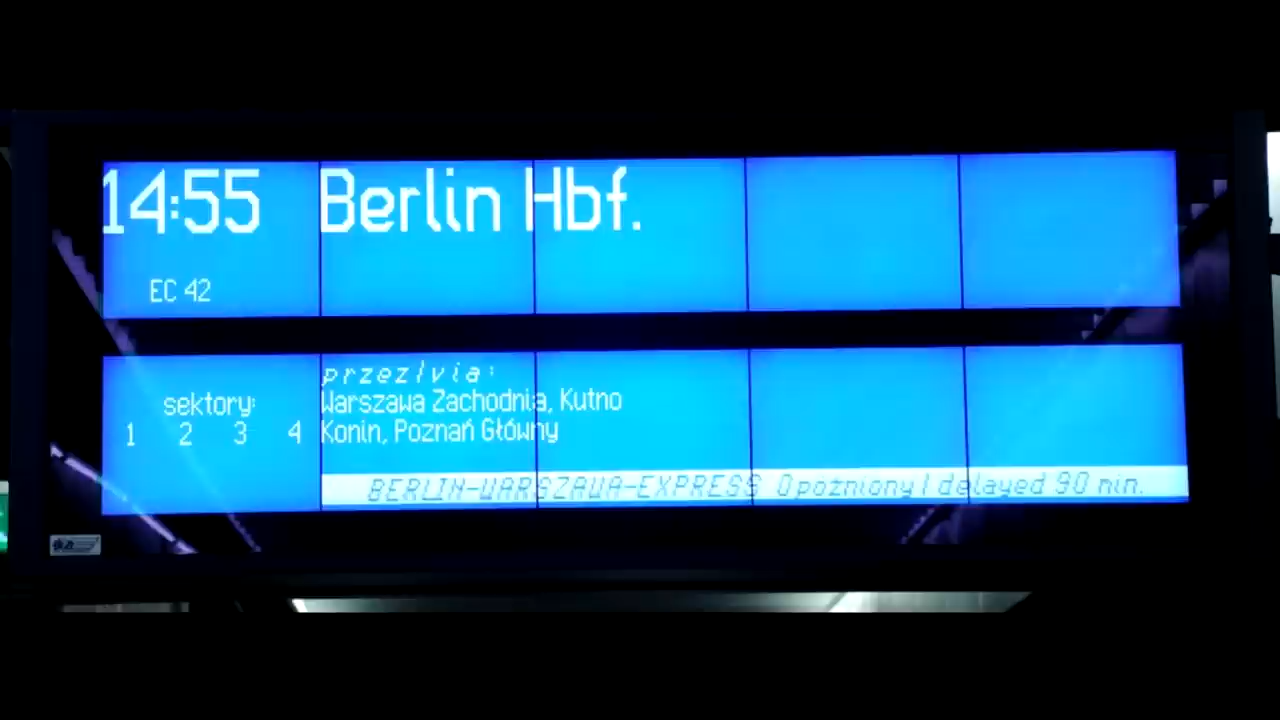 14:55 Berlin Hbf.
EC 42
przez/via:
sektory: Warszawa Zachodnia, Kutno
1 2 3 4 Konin, Poznań Główny
BERLIN-WARSZAWA-EXPRESS Opóźniony / delayed 90 min.